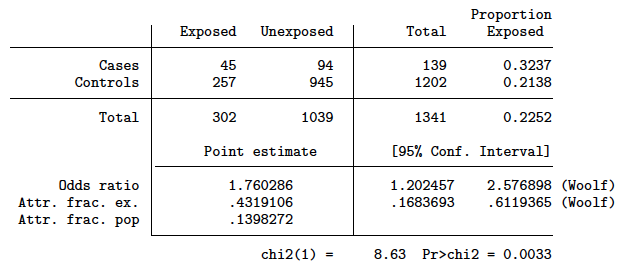 Proportion
Exposed Unexposed Total Exposed
Cases 45 94 139 0.3237
Controls 257 945 1202 0.2138
Total 302 1039 1341 0.2252
Point estimate [95% Conf. Interval]
Odds ratio 1.760286 1.202457 2.576898 (Woolf)
Attr. frac. ex. .4319106 .1683693 .6119365 (Woolf)
Attr. frac. pop .1398272
chi2(1) = 8.63 Pr>chi2 = 0.0033